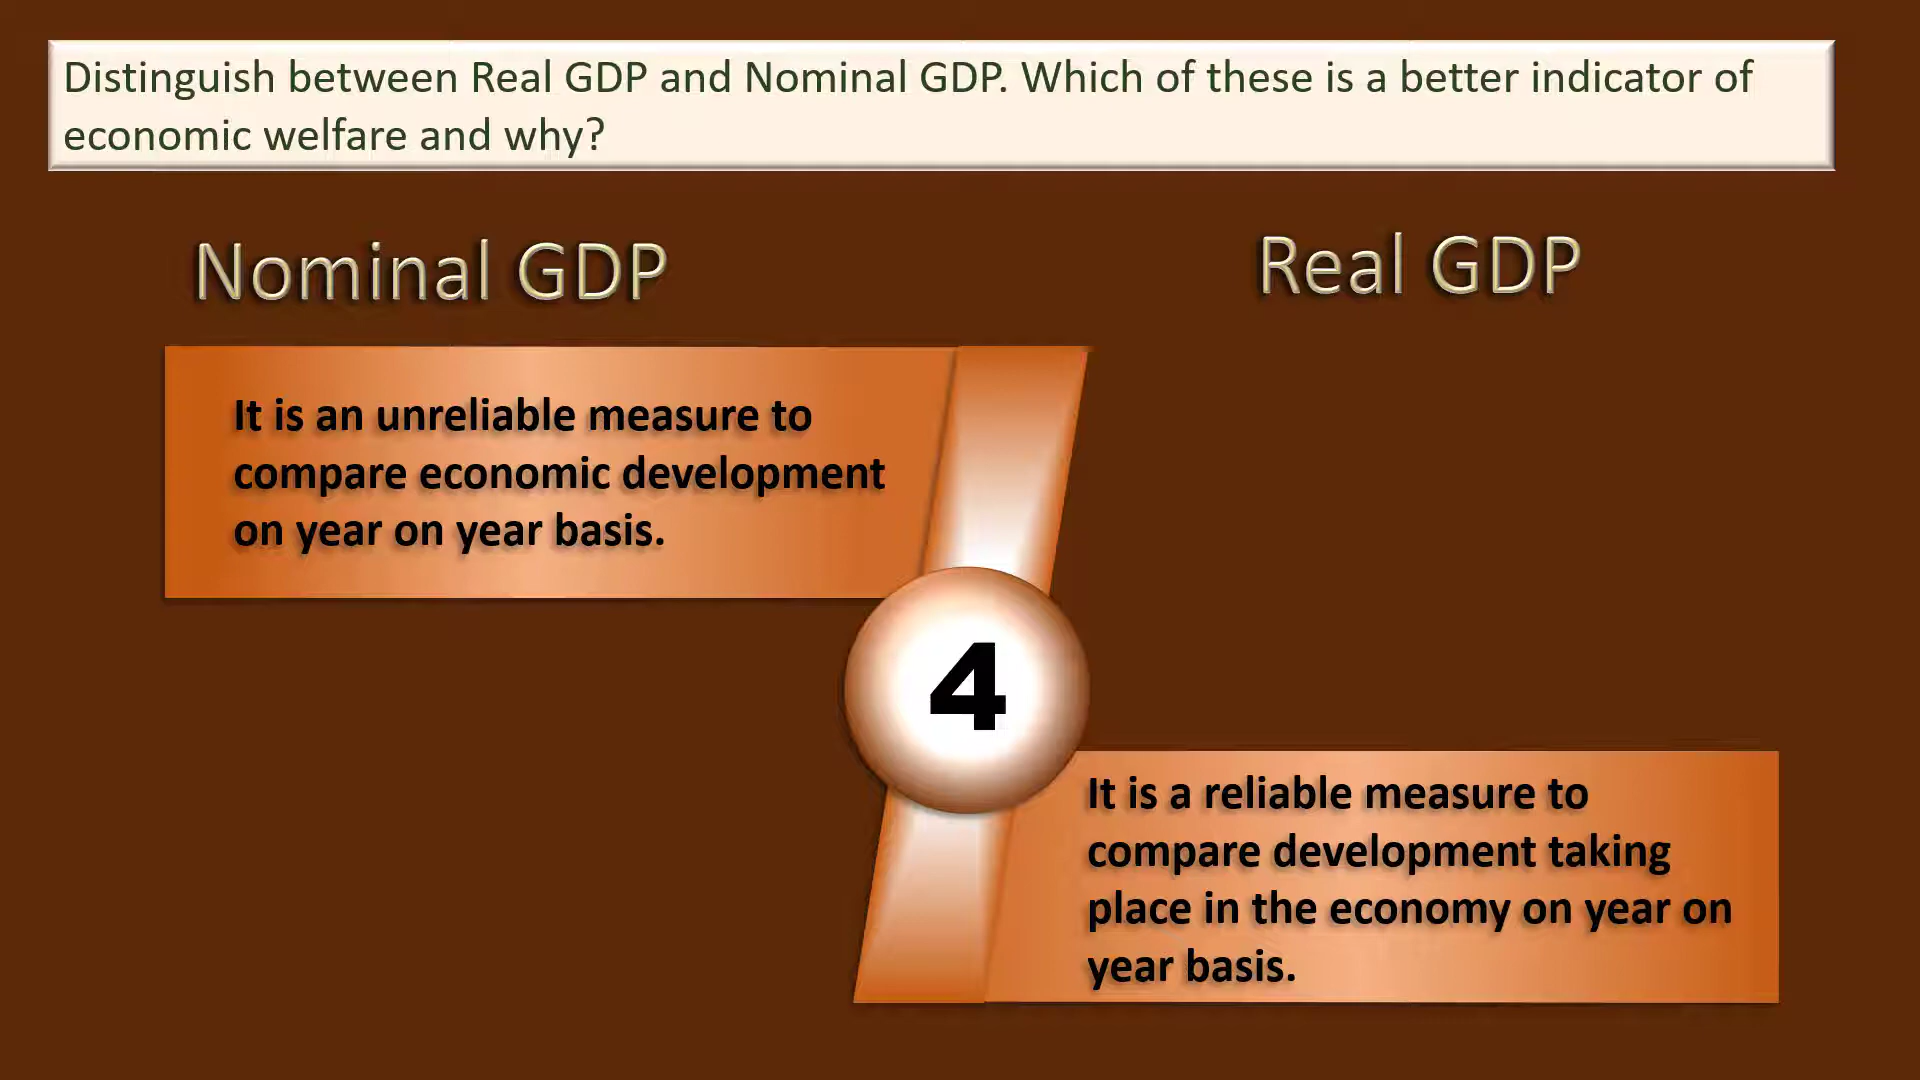 Distinguish between Real GDP and Nominal GDP. Which of these is a better indicator of
economic welfare and why?
Nominal GDP
Real GDP
It is an unreliable measure to
compare economic development
on year on year basis.
4
It is a reliable measure to
compare development taking
place in the economy on year on
year basis.